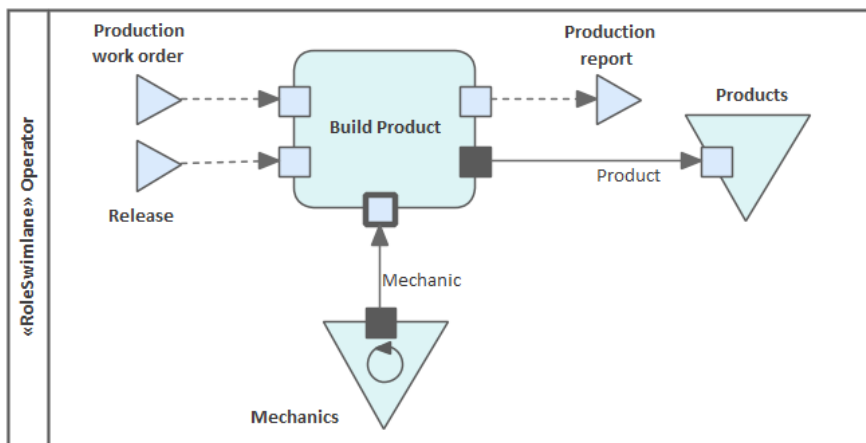 Production
work order
Production
report
Products
Build Product
Product
Release
Mechanic
Mechanics
«RoleSwimlane» Operator